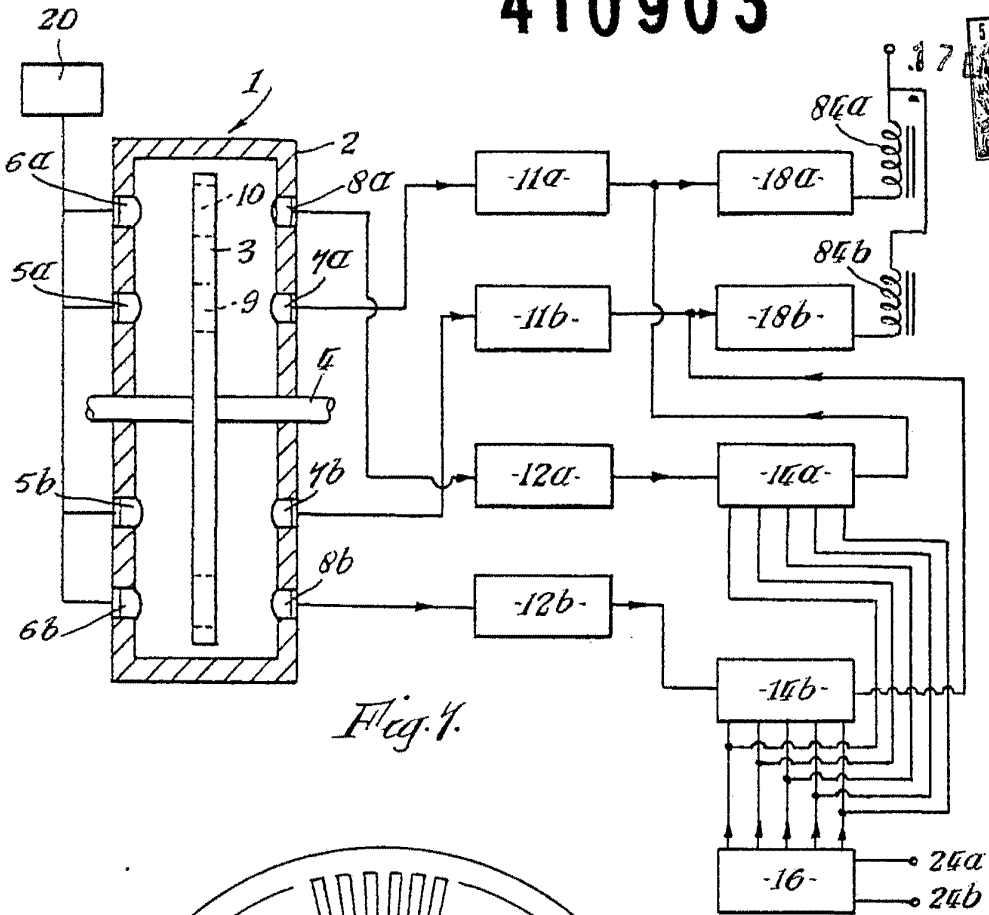 410903
20
1
2
6a
10
8a
3
5a
9
7a
4
5b
7b
6b
8b
-11a-
-18a-
84a
-11b-
-18b-
84b
-12a-
-14a-
-12b-
-14b-
-16-
24a
24b
Fig. 7.